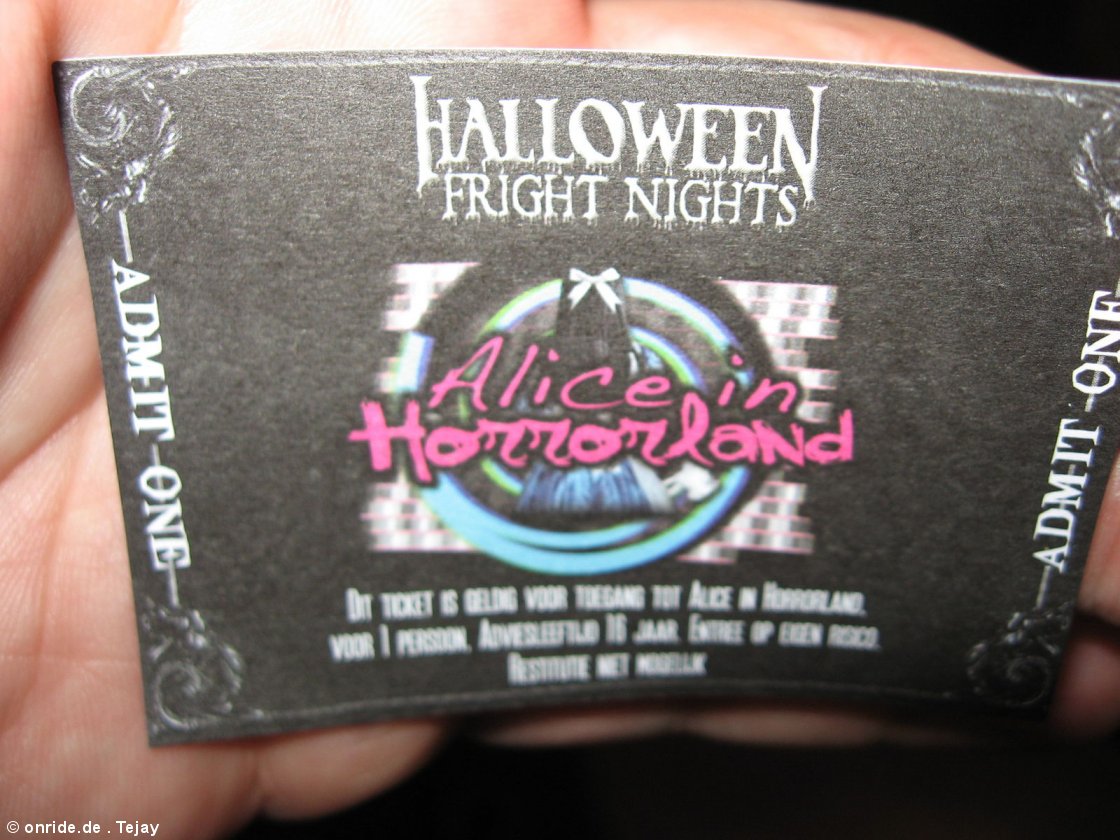 HALLOWEEN
FRIGHT NIGHTS
ADMIT ONE
Alice in
Horrorland
ADMIT ONE
Dit ticket is geldig voor toegang tot Alice in Horrorland,
voor 1 persoon. Adviesleeftijd 16 jaar. Entree op eigen risico.
Restitutie niet mogelijk
© onride.de . Tejay